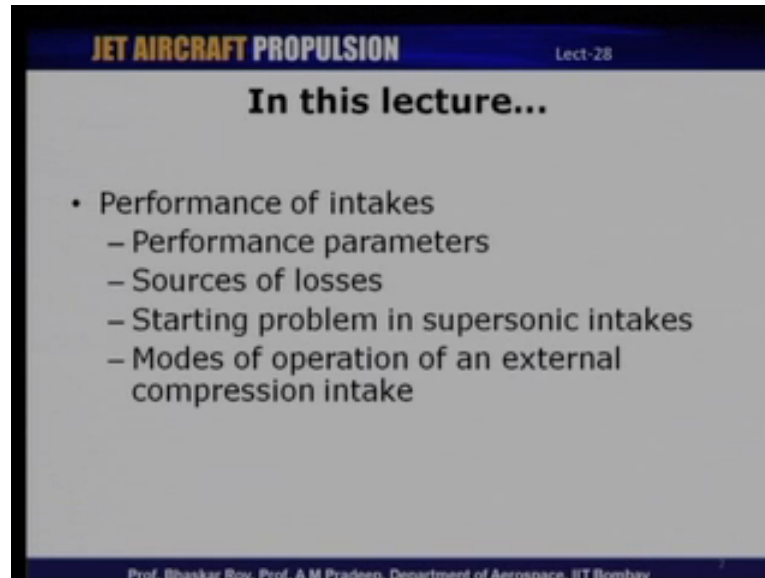 JET AIRCRAFT PROPULSION Lect-28
In this lecture...
• Performance of intakes
– Performance parameters
– Sources of losses
– Starting problem in supersonic intakes
– Modes of operation of an external
compression intake
Prof. Bhaskar Roy, Prof. A M Pradeep, Department of Aerospace, IIT Bombay
2